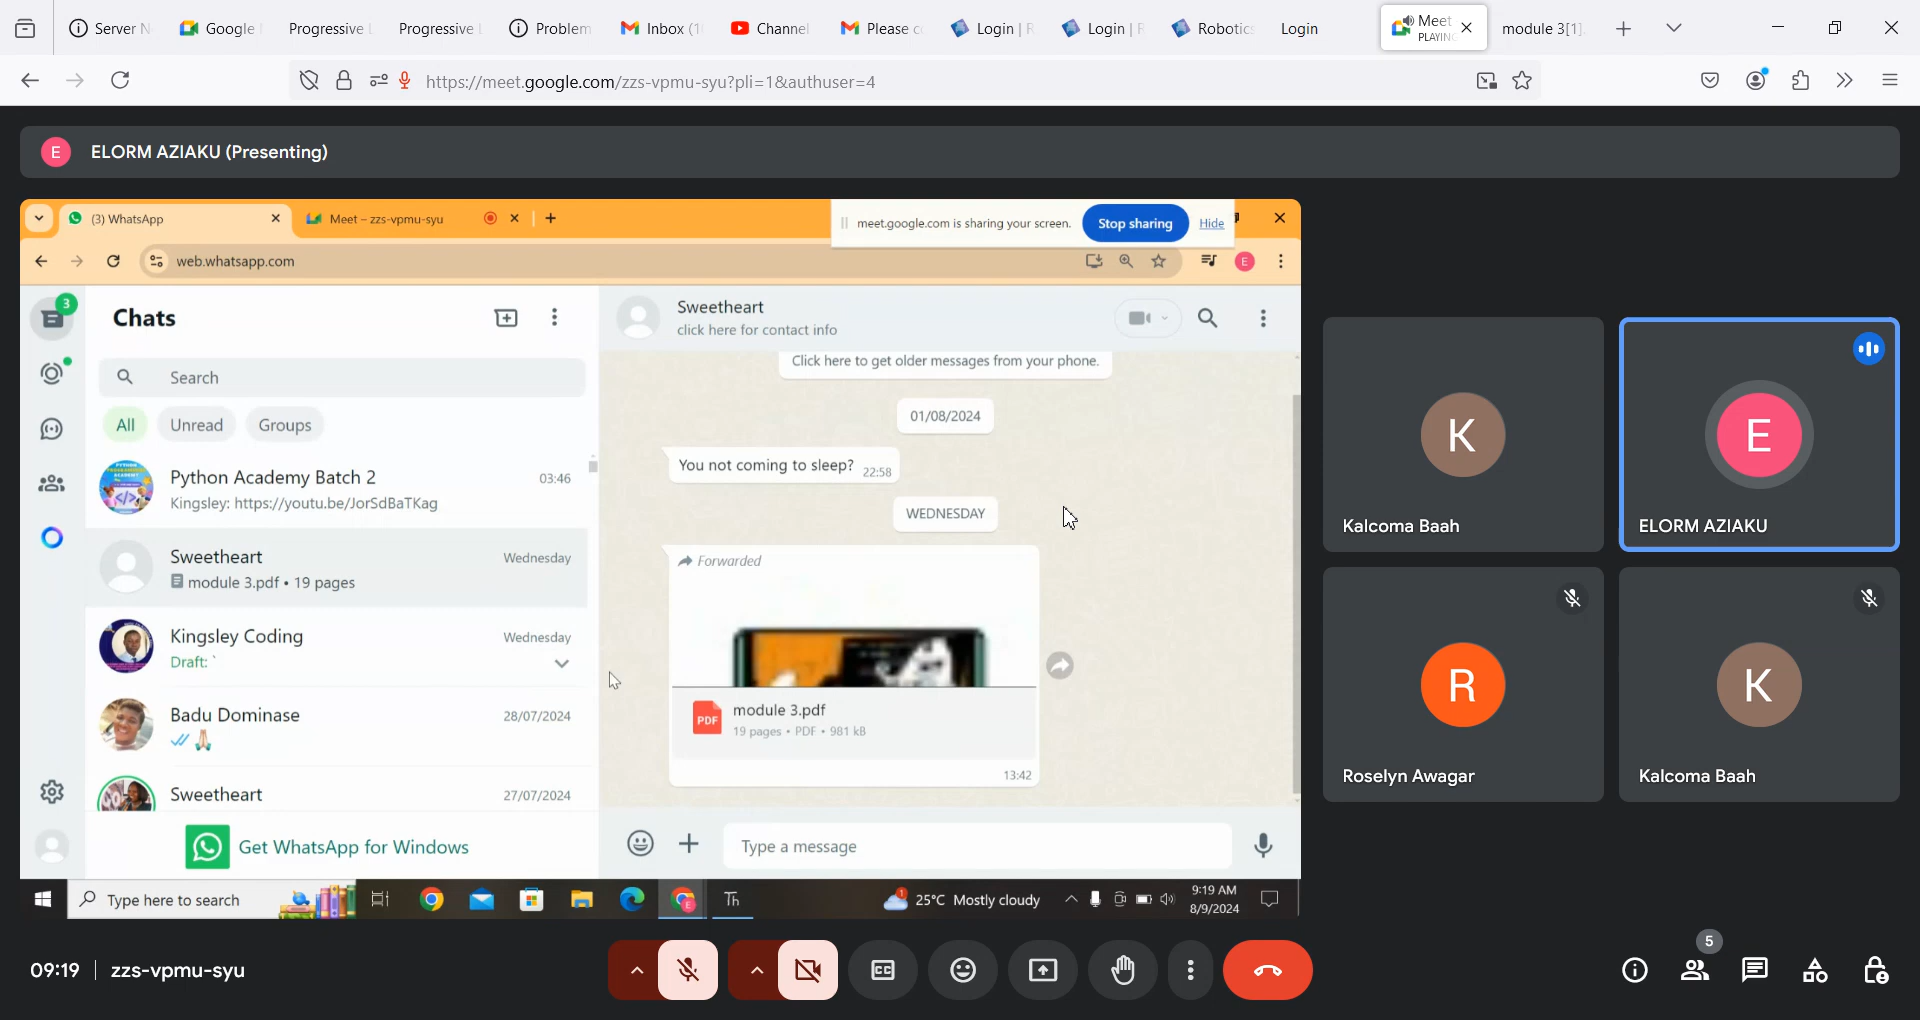 Server N
Google
Progressive
Progressive
Problem
Inbox (1
Channel
Please c
Login | R
Login | R
Robotics
Login
Meet
PLAYING
module 3[1].
https://meet.google.com/zzs-vpmu-syu?pli=1&authuser=4
E
ELORM AZIAKU (Presenting)
(3) WhatsApp
Meet – zzs-vpmu-syu
meet.google.com is sharing your screen.
Stop sharing
Hide
web.whatsapp.com
E
3
Chats
Search
All
Unread
Groups
Python Academy Batch 2
03:46
Kingsley: https://youtu.be/JorSdBaTKag
Sweetheart
Wednesday
module 3.pdf • 19 pages
Kingsley Coding
Wednesday
Draft: `
Badu Dominase
28/07/2024
Sweetheart
27/07/2024
Get WhatsApp for Windows
Sweetheart
click here for contact info
Click here to get older messages from your phone.
01/08/2024
You not coming to sleep? 22:58
WEDNESDAY
Forwarded
PDF
module 3.pdf
19 pages • PDF • 981 kB
13:42
Type a message
Type here to search
Th
1
25°C Mostly cloudy
9:19 AM
8/9/2024
K
Kalcoma Baah
E
ELORM AZIAKU
R
Roselyn Awagar
K
Kalcoma Baah
09:19
zzs-vpmu-syu
CC
5